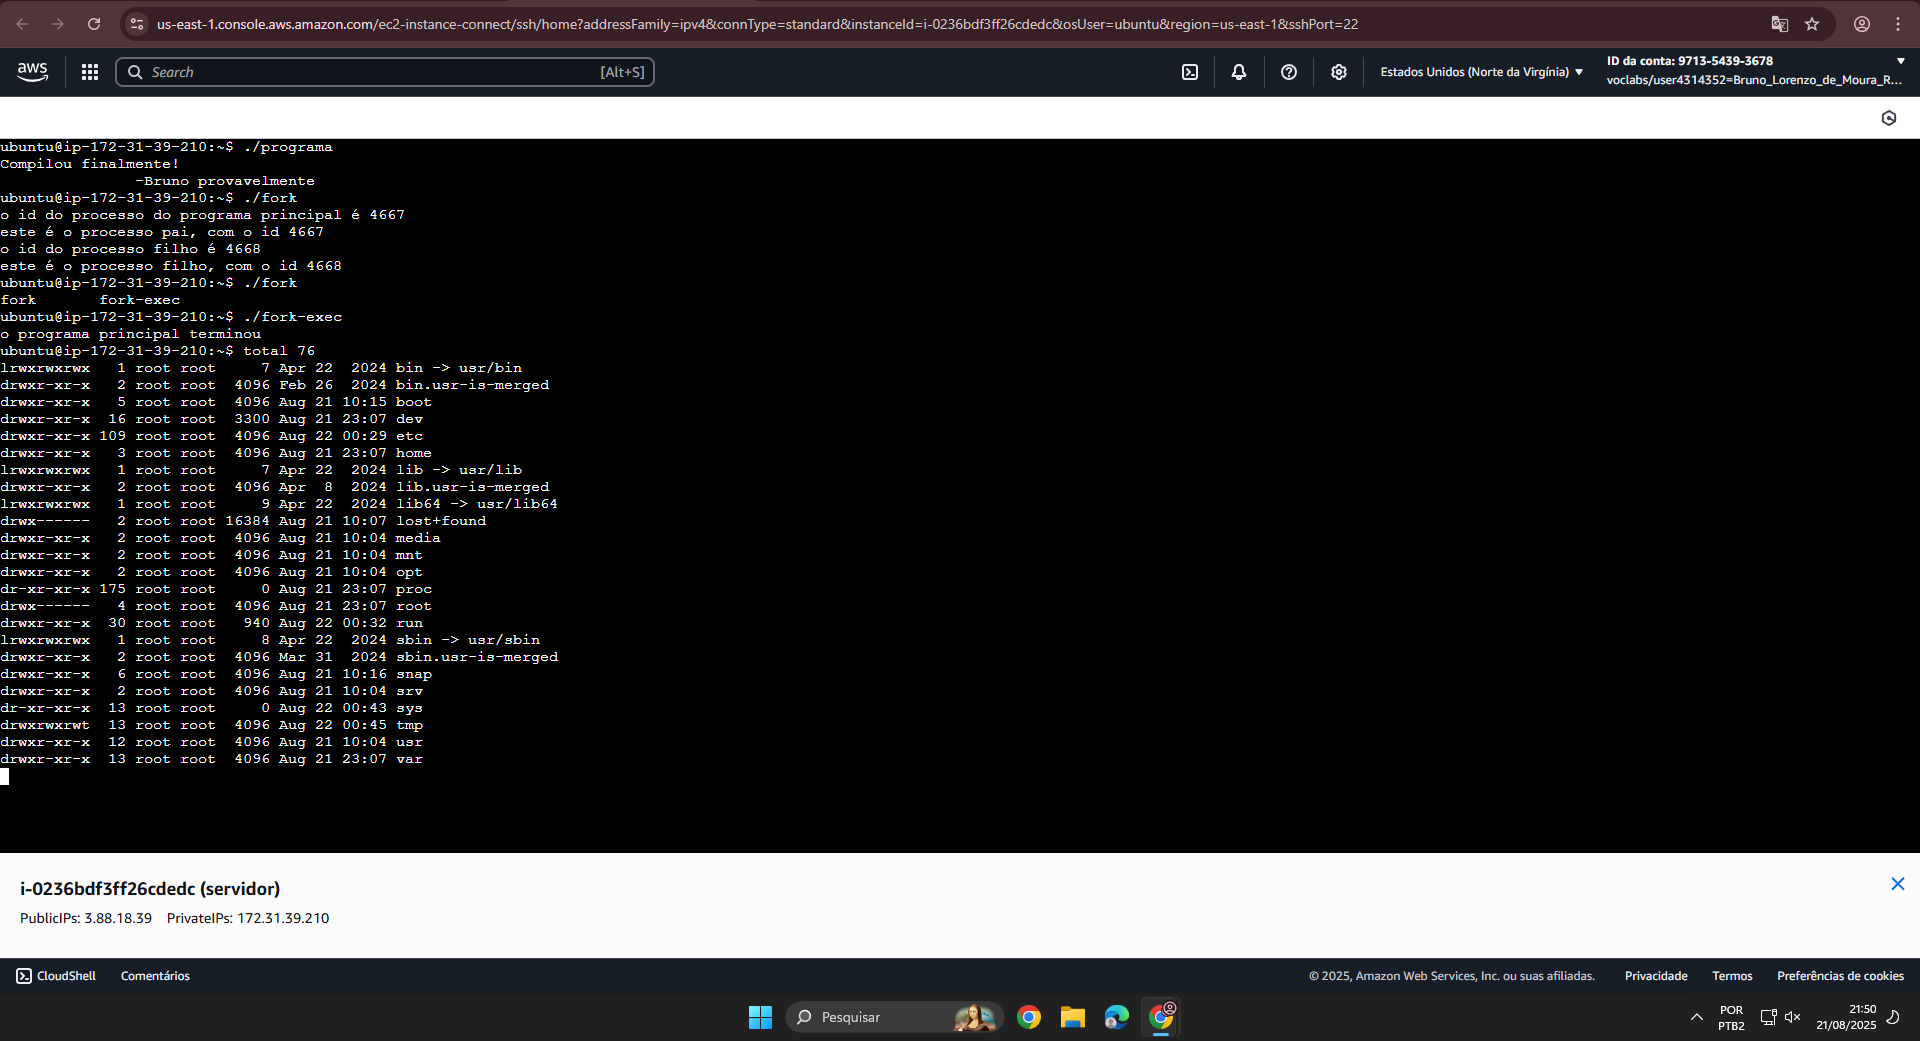 us-east-1.console.aws.amazon.com/ec2-instance-connect/ssh/home?addressFamily=ipv4&connType=standard&instanceId=i-0236bdf3ff26cdedc&osUser=ubuntu&region=us-east-1&sshPort=22
aws
Search
[Alt+S]
Estados Unidos (Norte da Virgínia)
ID da conta: 9713-5439-3678
voclabs/user4314352=Bruno_Lorenzo_de_Moura_R...
ubuntu@ip-172-31-39-210:~$ ./programa
Compilou finalmente!
               -Bruno provavelmente
ubuntu@ip-172-31-39-210:~$ ./fork
o id do processo do programa principal é 4667
este é o processo pai, com o id 4667
o id do processo filho é 4668
este é o processo filho, com o id 4668
ubuntu@ip-172-31-39-210:~$ ./fork
fork       fork-exec
ubuntu@ip-172-31-39-210:~$ ./fork-exec
o programa principal terminou
ubuntu@ip-172-31-39-210:~$ total 76
lrwxrwxrwx   1 root root     7 Apr 22  2024 bin -> usr/bin
drwxr-xr-x   2 root root  4096 Feb 26  2024 bin.usr-is-merged
drwxr-xr-x   5 root root  4096 Aug 21 10:15 boot
drwxr-xr-x  16 root root  3300 Aug 21 23:07 dev
drwxr-xr-x 109 root root  4096 Aug 22 00:29 etc
drwxr-xr-x   3 root root  4096 Aug 21 23:07 home
lrwxrwxrwx   1 root root     7 Apr 22  2024 lib -> usr/lib
drwxr-xr-x   2 root root  4096 Apr  8  2024 lib.usr-is-merged
lrwxrwxrwx   1 root root     9 Apr 22  2024 lib64 -> usr/lib64
drwx------   2 root root 16384 Aug 21 10:07 lost+found
drwxr-xr-x   2 root root  4096 Aug 21 10:04 media
drwxr-xr-x   2 root root  4096 Aug 21 10:04 mnt
drwxr-xr-x   2 root root  4096 Aug 21 10:04 opt
dr-xr-xr-x 175 root root     0 Aug 21 23:07 proc
drwx------   4 root root  4096 Aug 21 23:07 root
drwxr-xr-x  30 root root   940 Aug 22 00:32 run
lrwxrwxrwx   1 root root     8 Apr 22  2024 sbin -> usr/sbin
drwxr-xr-x   2 root root  4096 Mar 31  2024 sbin.usr-is-merged
drwxr-xr-x   6 root root  4096 Aug 21 10:16 snap
drwxr-xr-x   2 root root  4096 Aug 21 10:04 srv
dr-xr-xr-x  13 root root     0 Aug 22 00:43 sys
drwxrwxrwt  13 root root  4096 Aug 22 00:45 tmp
drwxr-xr-x  12 root root  4096 Aug 21 10:04 usr
drwxr-xr-x  13 root root  4096 Aug 21 23:07 var
i-0236bdf3ff26cdedc (servidor)
PublicIPs: 3.88.18.39 PrivateIPs: 172.31.39.210
CloudShell
Comentários
© 2025, Amazon Web Services, Inc. ou suas afiliadas.
Privacidade
Termos
Preferências de cookies
Pesquisar
POR
PTB2
21:50
21/08/2025